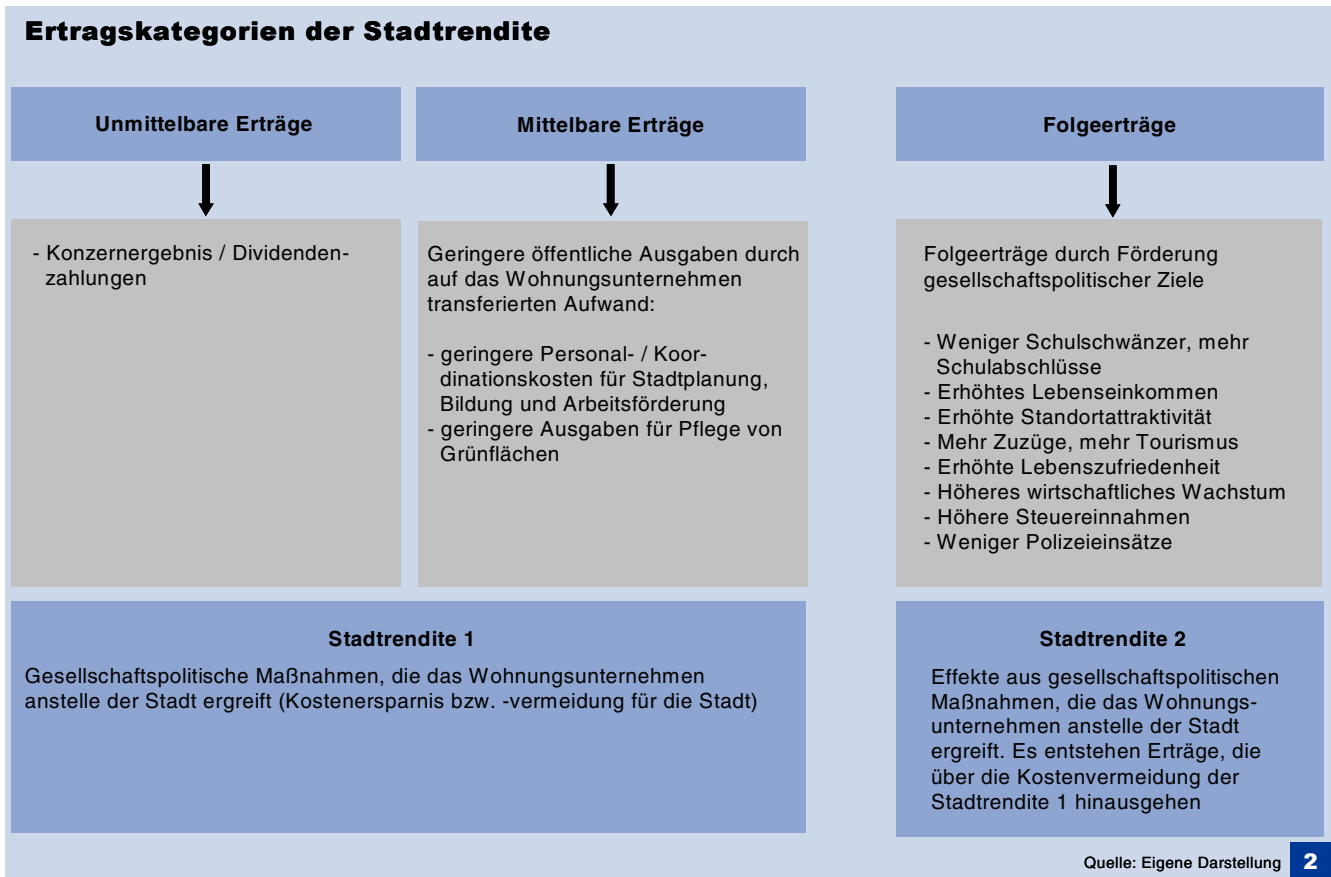 Ertragskategorien der Stadtrendite
Unmittelbare Erträge
- Konzernergebnis / Dividenden-
zahlungen
Mittelbare Erträge
Geringere öffentliche Ausgaben durch
auf das Wohnungsunternehmen
transferierten Aufwand:
- geringere Personal- / Koor-
dinationskosten für Stadtplanung,
Bildung und Arbeitsförderung
- geringere Ausgaben für Pflege von
Grünflächen
Stadtrendite 1
Gesellschaftspolitische Maßnahmen, die das Wohnungsunternehmen
anstelle der Stadt ergreift (Kostenersparnis bzw. -vermeidung für die Stadt)
Folgeerträge
Folgeerträge durch Förderung
gesellschaftspolitischer Ziele
- Weniger Schulschwänzer, mehr
Schulabschlüsse
- Erhöhtes Lebenseinkommen
- Erhöhte Standortattraktivität
- Mehr Zuzüge, mehr Tourismus
- Erhöhte Lebenszufriedenheit
- Höheres wirtschaftliches Wachstum
- Höhere Steuereinnahmen
- Weniger Polizeieinsätze
Stadtrendite 2
Effekte aus gesellschaftspolitischen
Maßnahmen, die das Wohnungs-
unternehmen anstelle der Stadt
ergreift. Es entstehen Erträge, die
über die Kostenvermeidung der
Stadtrendite 1 hinausgehen
Quelle: Eigene Darstellung 2